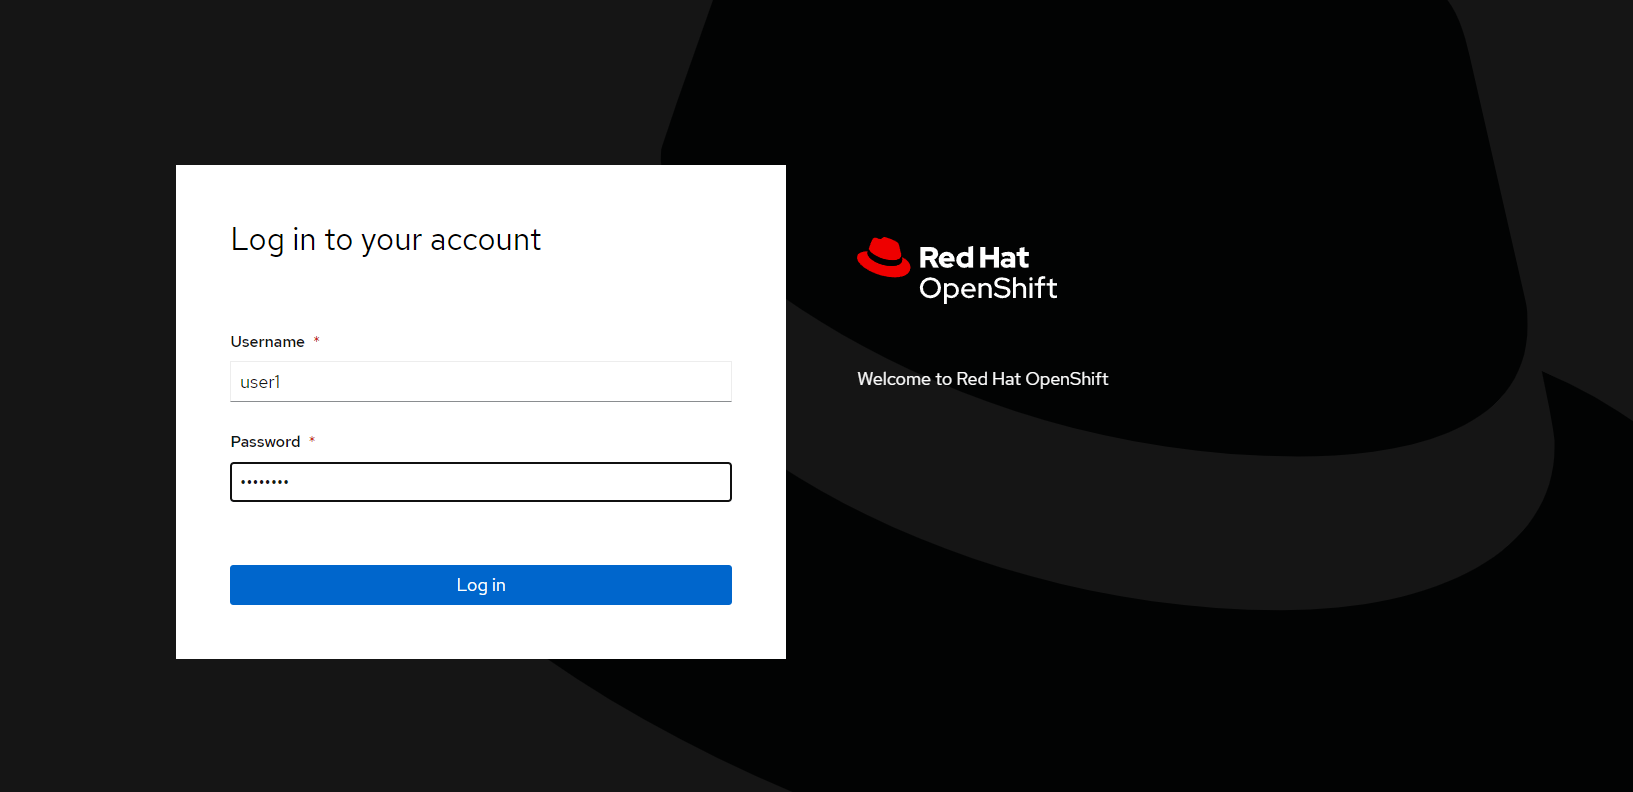 Log in to your account
Username *
user1
Password *
••••••••
Log in
Red Hat
OpenShift
Welcome to Red Hat OpenShift